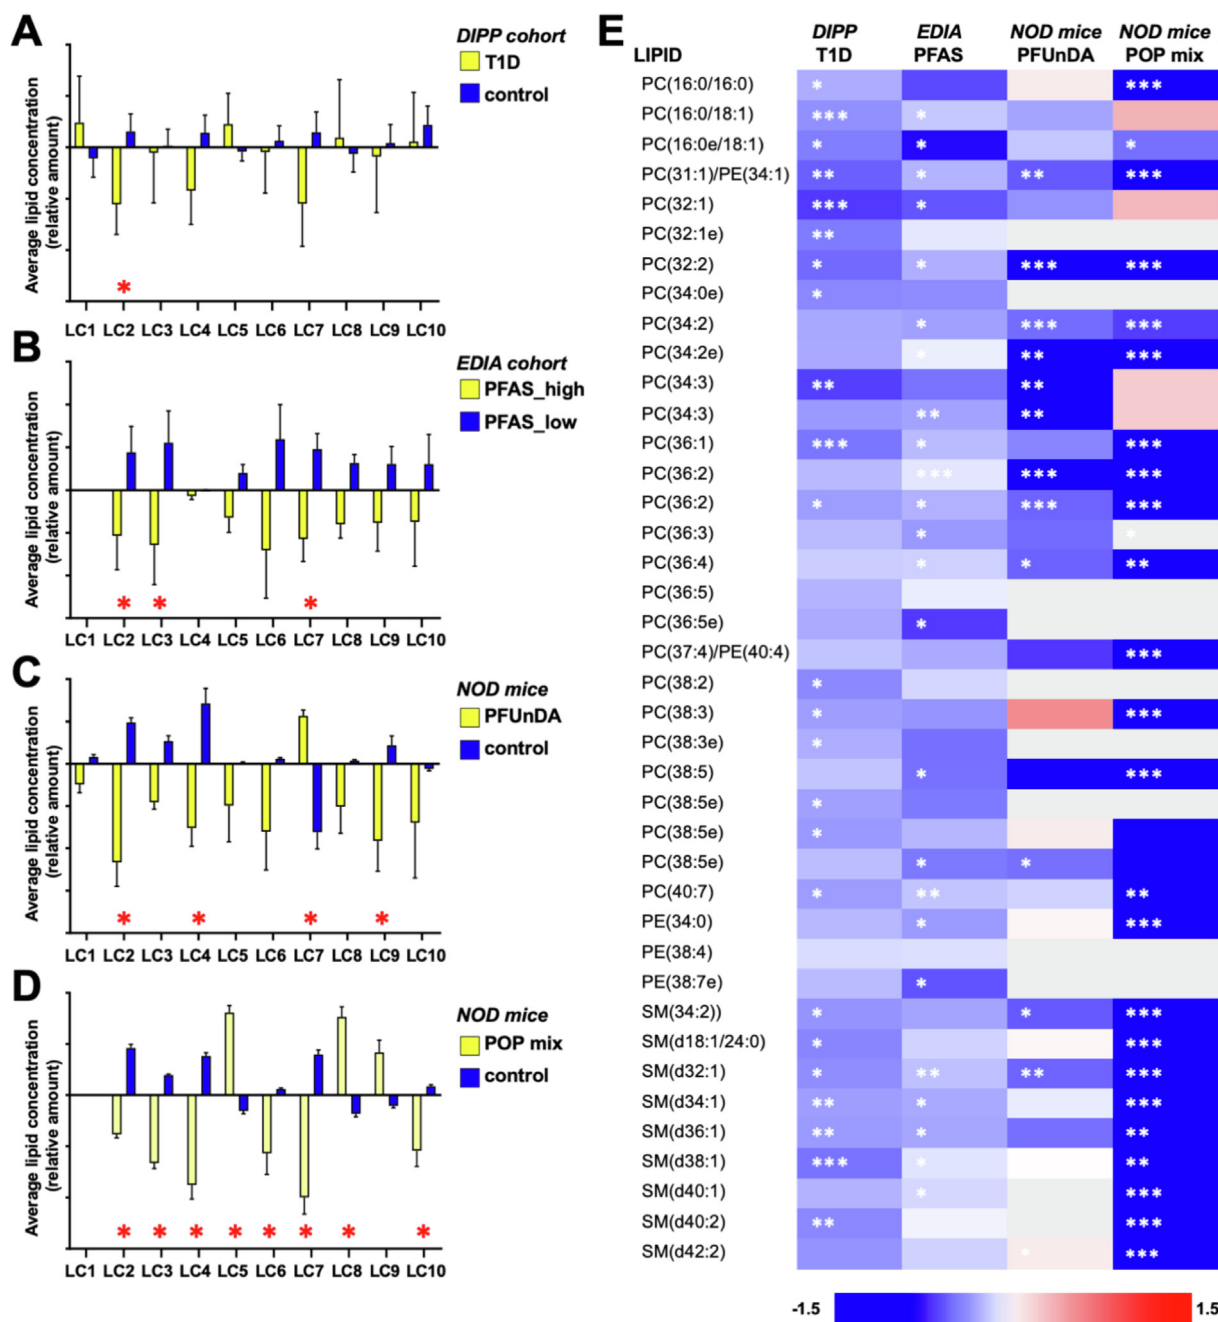 A
DIPP cohort
T1D
control
Average lipid concentration
(relative amount)
*
LC1 LC2 LC3 LC4 LC5 LC6 LC7 LC8 LC9 LC10
B
EDIA cohort
PFAS_high
PFAS_low
Average lipid concentration
(relative amount)
* * *
LC1 LC2 LC3 LC4 LC5 LC6 LC7 LC8 LC9 LC10
C
NOD mice
PFUnDA
control
Average lipid concentration
(relative amount)
* * * *
LC1 LC2 LC3 LC4 LC5 LC6 LC7 LC8 LC9 LC10
D
NOD mice
POP mix
control
Average lipid concentration
(relative amount)
* * * * * * * *
LC1 LC2 LC3 LC4 LC5 LC6 LC7 LC8 LC9 LC10
E
DIPP EDIA NOD mice NOD mice
LIPID T1D PFAS PFUnDA POP mix
PC(16:0/16:0) * ***
PC(16:0/18:1) *** *
PC(16:0e/18:1) * * *
PC(31:1)/PE(34:1) ** * ** ***
PC(32:1) *** *
PC(32:1e) **
PC(32:2) * * *** ***
PC(34:0e) *
PC(34:2) * *** ***
PC(34:2e) * ** ***
PC(34:3) ** **
PC(34:3) ** **
PC(36:1) *** * ***
PC(36:2) *** *** ***
PC(36:2) * * *** ***
PC(36:3) * *
PC(36:4) * * **
PC(36:5)
PC(36:5e) *
PC(37:4)/PE(40:4) ***
PC(38:2) *
PC(38:3) * ***
PC(38:3e) *
PC(38:5) * ***
PC(38:5e) *
PC(38:5e) *
PC(38:5e) * *
PC(40:7) * ** **
PE(34:0) * ***
PE(38:4)
PE(38:7e) *
SM(34:2)) * * ***
SM(d18:1/24:0) * ***
SM(d32:1) * ** ** ***
SM(d34:1) ** * ***
SM(d36:1) ** * **
SM(d38:1) *** * **
SM(d40:1) * ***
SM(d40:2) ** ***
SM(d42:2) * ***
-1.5 1.5